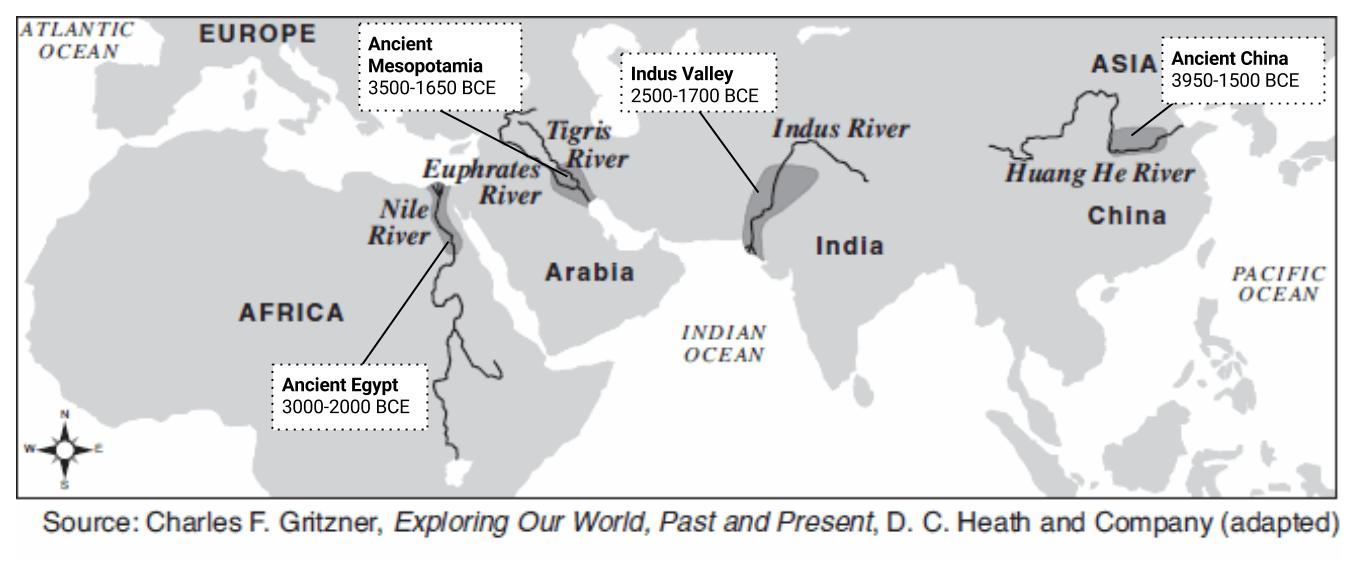 ATLANTIC
OCEAN
EUROPE
Ancient
Mesopotamia
3500-1650 BCE
Indus Valley
2500-1700 BCE
ASIA
Ancient China
3950-1500 BCE
Tigris
River
Indus River
Euphrates
River
Huang He River
Nile
River
China
India
Arabia
PACIFIC
OCEAN
AFRICA
INDIAN
OCEAN
Ancient Egypt
3000-2000 BCE
N
W E
S
Source: Charles F. Gritzner, Exploring Our World, Past and Present, D. C. Heath and Company (adapted)